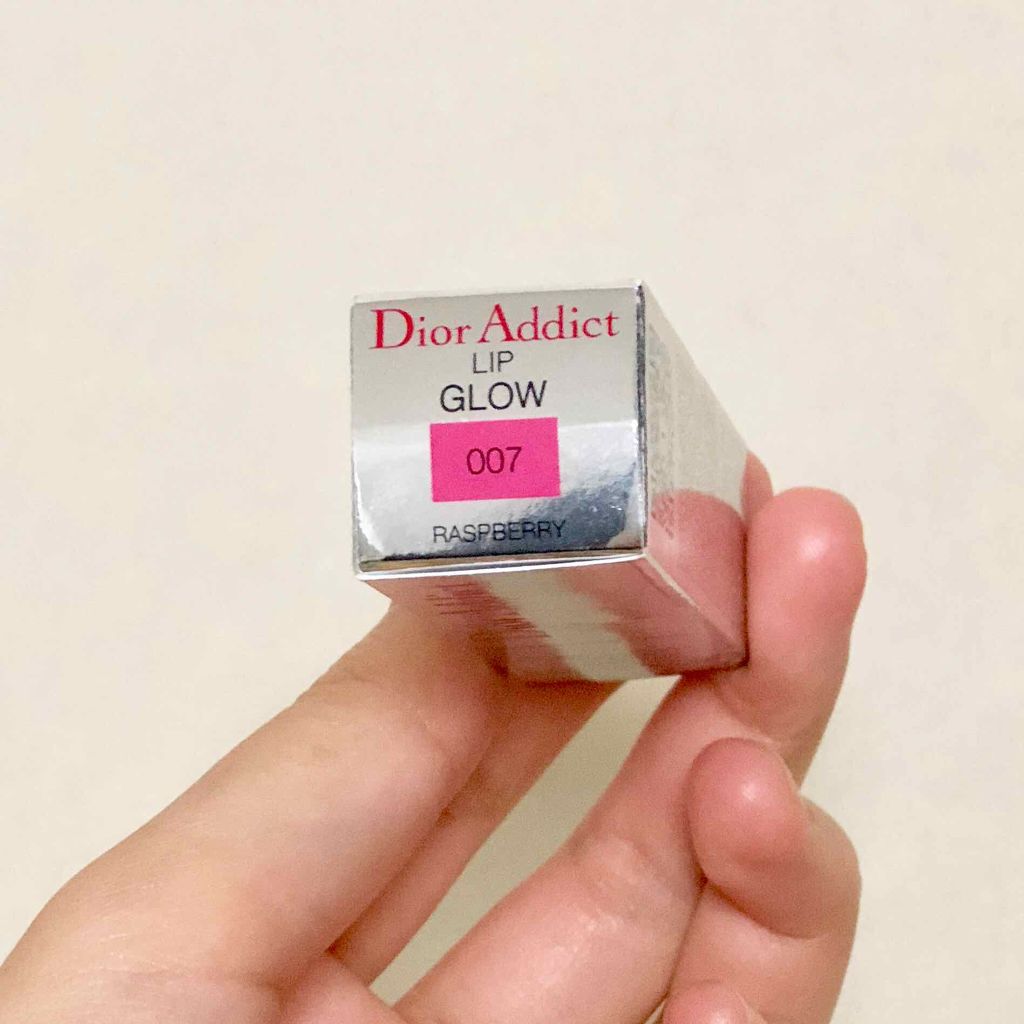 Dior Addict
LIP
GLOW
007
RASPBERRY